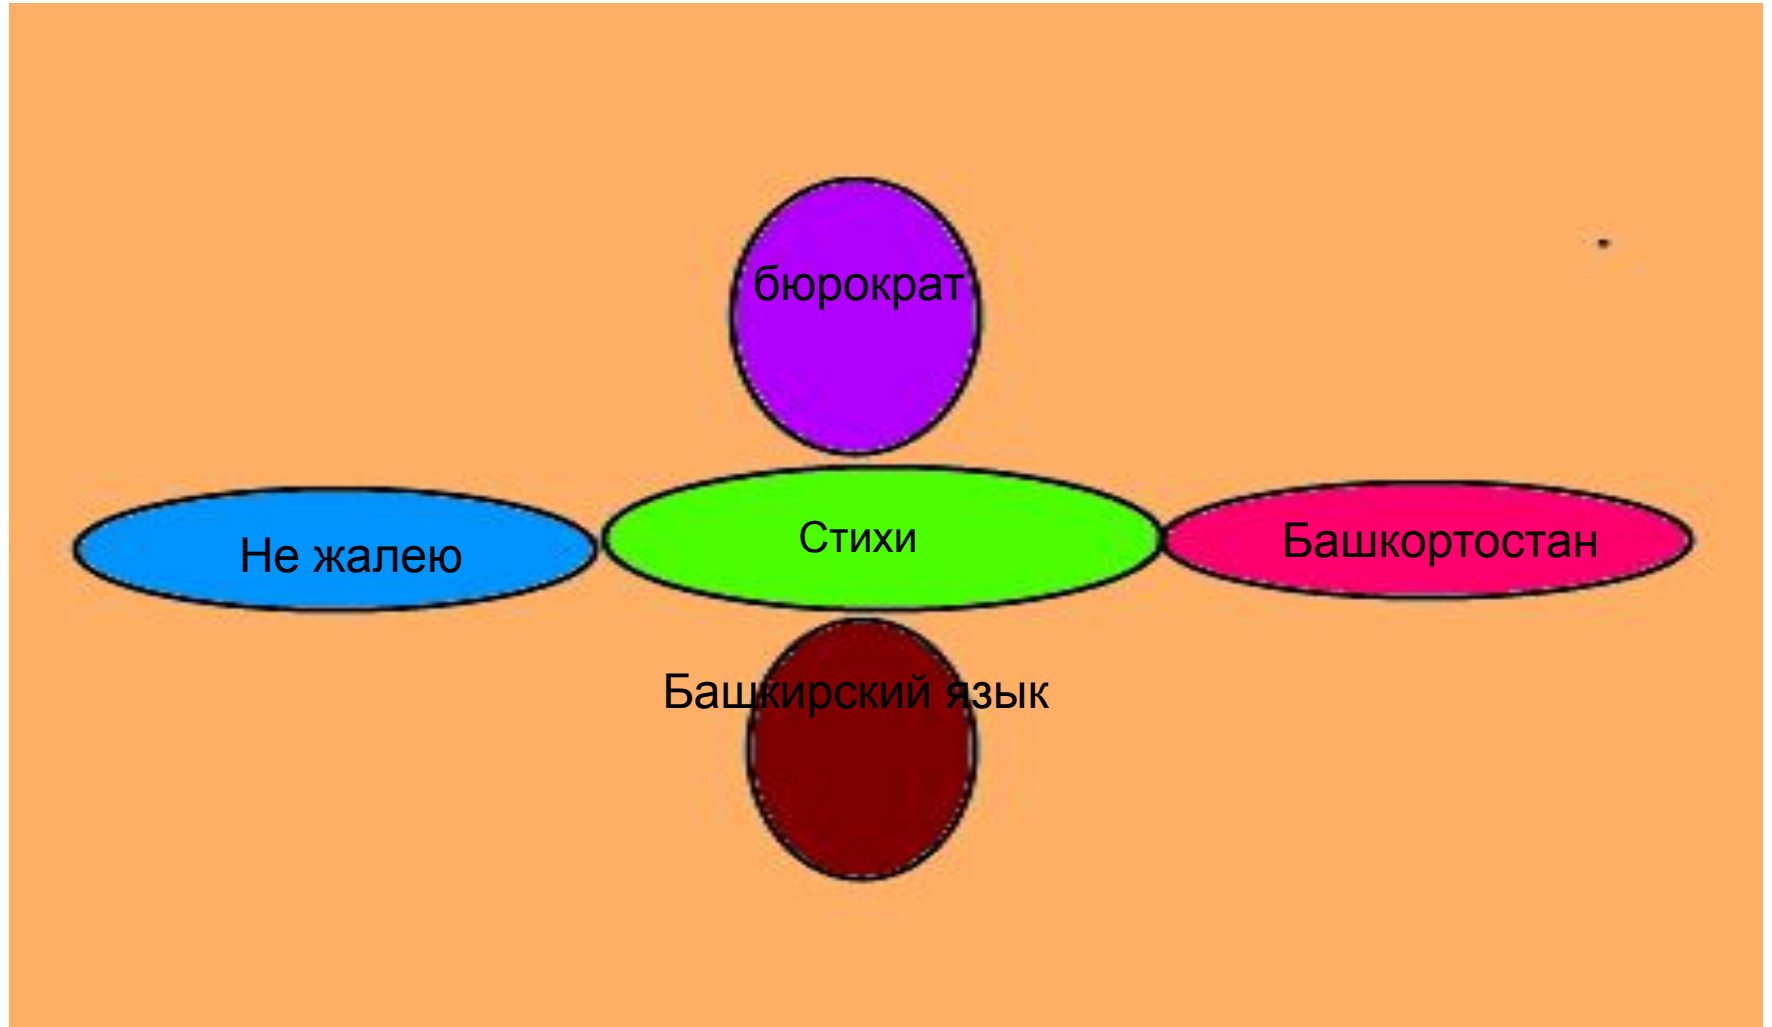 бюрократ
Не жалею
Стихи
Башкортостан
Башкирский язык